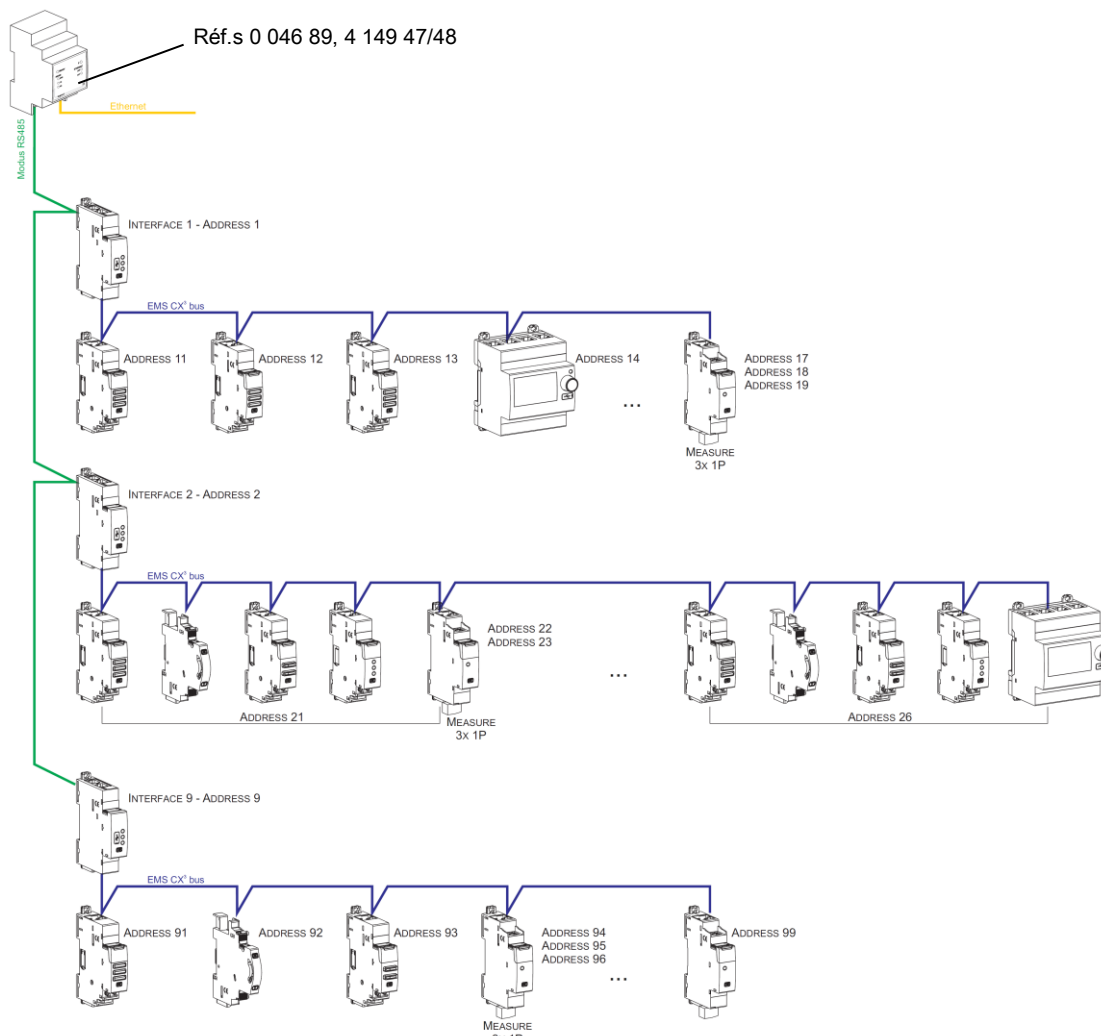 Réf.s 0 046 89, 4 149 47/48
Ethernet
Modus RS485
INTERFACE 1 - ADDRESS 1
EMS CX³ bus
ADDRESS 11
ADDRESS 12
ADDRESS 13
ADDRESS 14
ADDRESS 17
ADDRESS 18
ADDRESS 19
...
MEASURE
3X 1P
INTERFACE 2 - ADDRESS 2
EMS CX³ bus
ADDRESS 22
ADDRESS 23
...
ADDRESS 21
ADDRESS 26
MEASURE
3X 1P
INTERFACE 9 - ADDRESS 9
EMS CX³ bus
ADDRESS 91
ADDRESS 92
ADDRESS 93
ADDRESS 94
ADDRESS 95
ADDRESS 96
ADDRESS 99
...
MEASURE